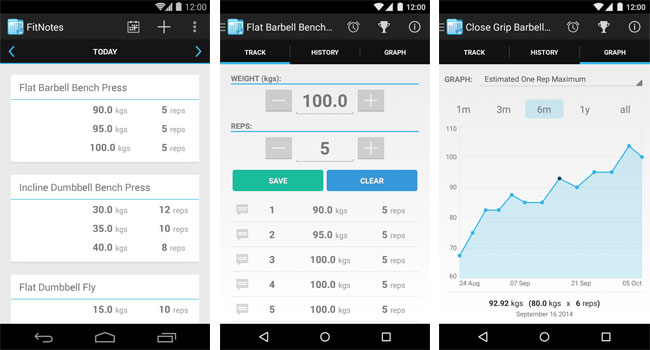 12:00
FitNotes
TODAY
Flat Barbell Bench Press
90.0 kgs 5 reps
95.0 kgs 5 reps
100.0 kgs 5 reps
Incline Dumbbell Bench Press
30.0 kgs 12 reps
35.0 kgs 10 reps
40.0 kgs 8 reps
Flat Dumbbell Fly
15.0 kgs 10 reps
12:00
Flat Barbell Bench...
TRACK HISTORY GRAPH
WEIGHT (kgs):
100.0
REPS:
5
SAVE CLEAR
1 90.0 kgs 5 reps
2 95.0 kgs 5 reps
3 100.0 kgs 5 reps
4 100.0 kgs 5 reps
5 100.0 kgs 5 reps
12:00
Close Grip Barbell...
TRACK HISTORY GRAPH
GRAPH: Estimated One Rep Maximum
1m 3m 6m 1y all
110
100
90
80
70
60
24 Aug 07 Sep 21 Sep 05 Oct
92.92 kgs (80.0 kgs x 6 reps)
September 16 2014